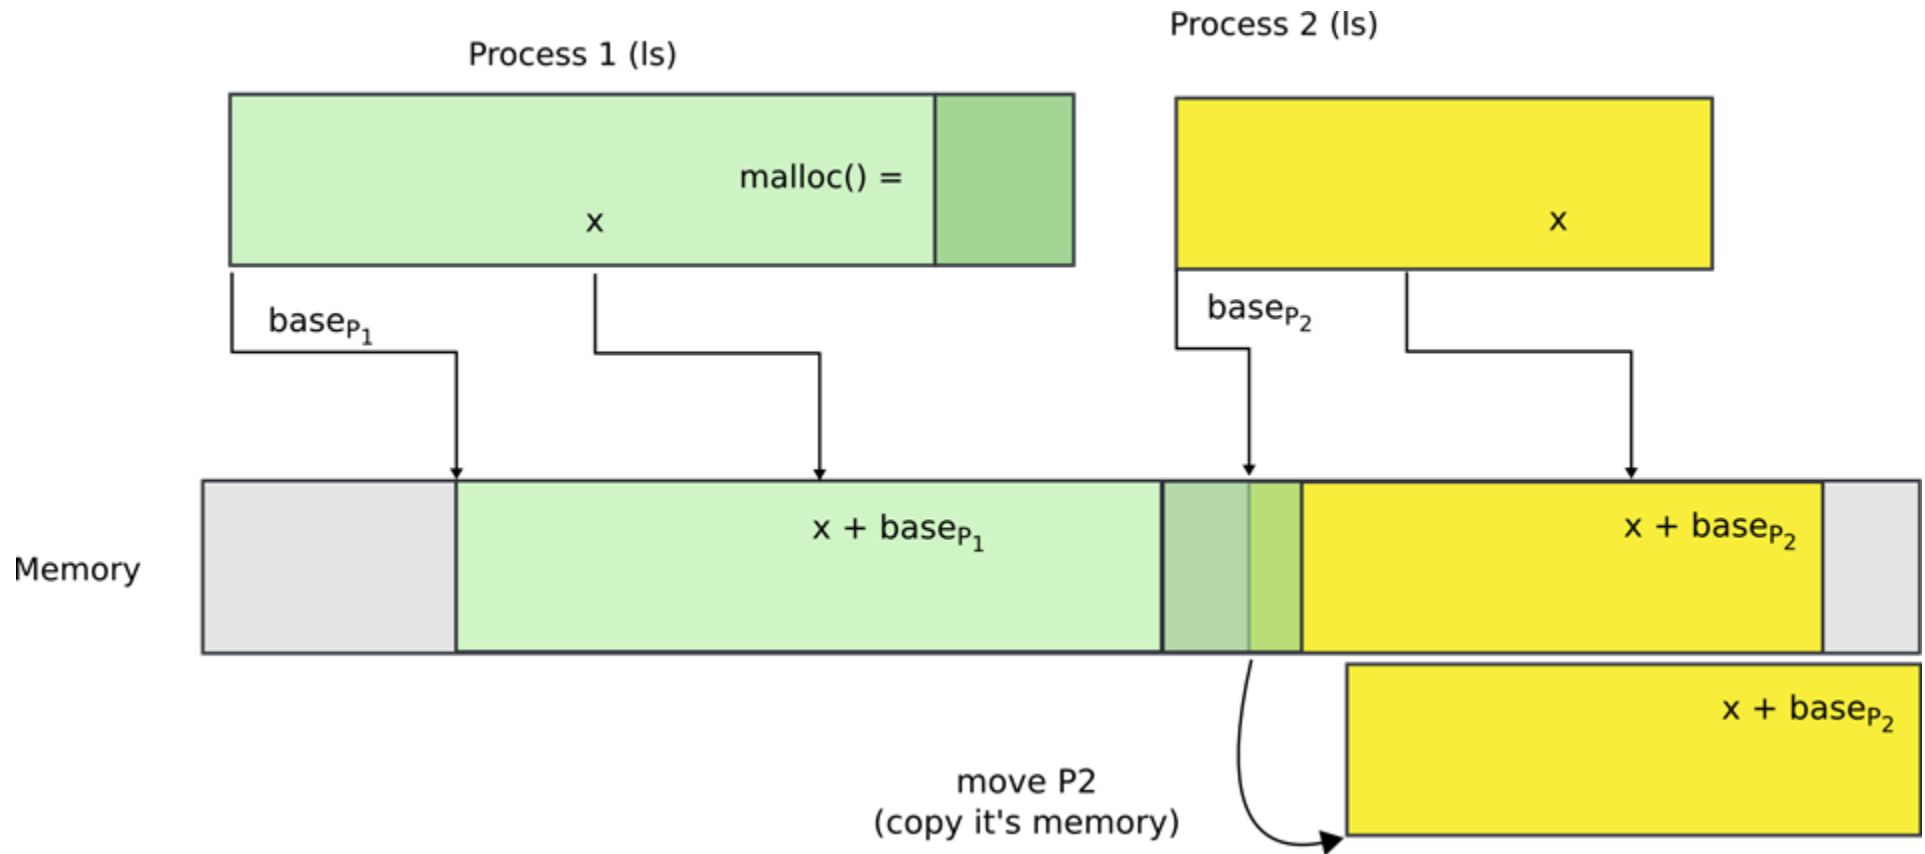 Process 1 (ls)
Process 2 (ls)
malloc() =
x
x
baseP1
baseP2
x + baseP1
x + baseP2
Memory
x + baseP2
move P2
(copy it's memory)